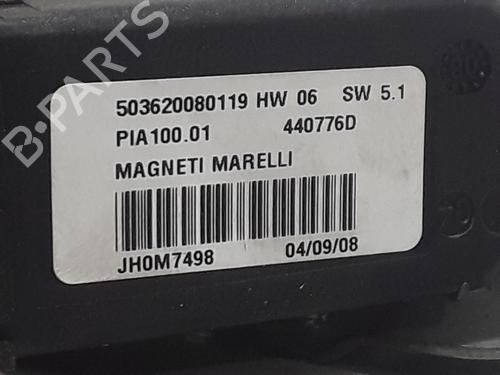 B-PARTS
503620080119 HW 06 SW 5.1
PIA100.01 440776D
MAGNETI MARELLI
JH0M7498 04/09/08